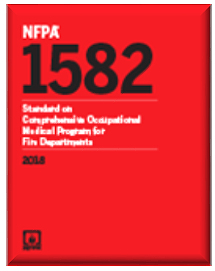 NFPA
1582
Standard on
Comprehensive Occupational
Medical Program for
Fire Departments
2018